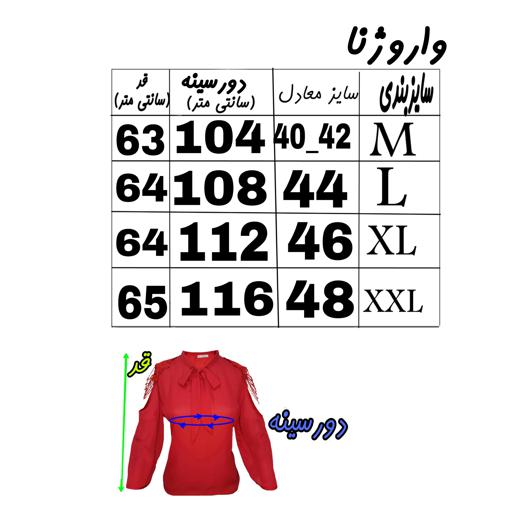 واروژنا
سایزبندی سایز معادل دور سینه (سانتی متر) قد (سانتی متر)
M 40_42 104 63
L 44 108 64
XL 46 112 64
XXL 48 116 65
قد
دور سینه